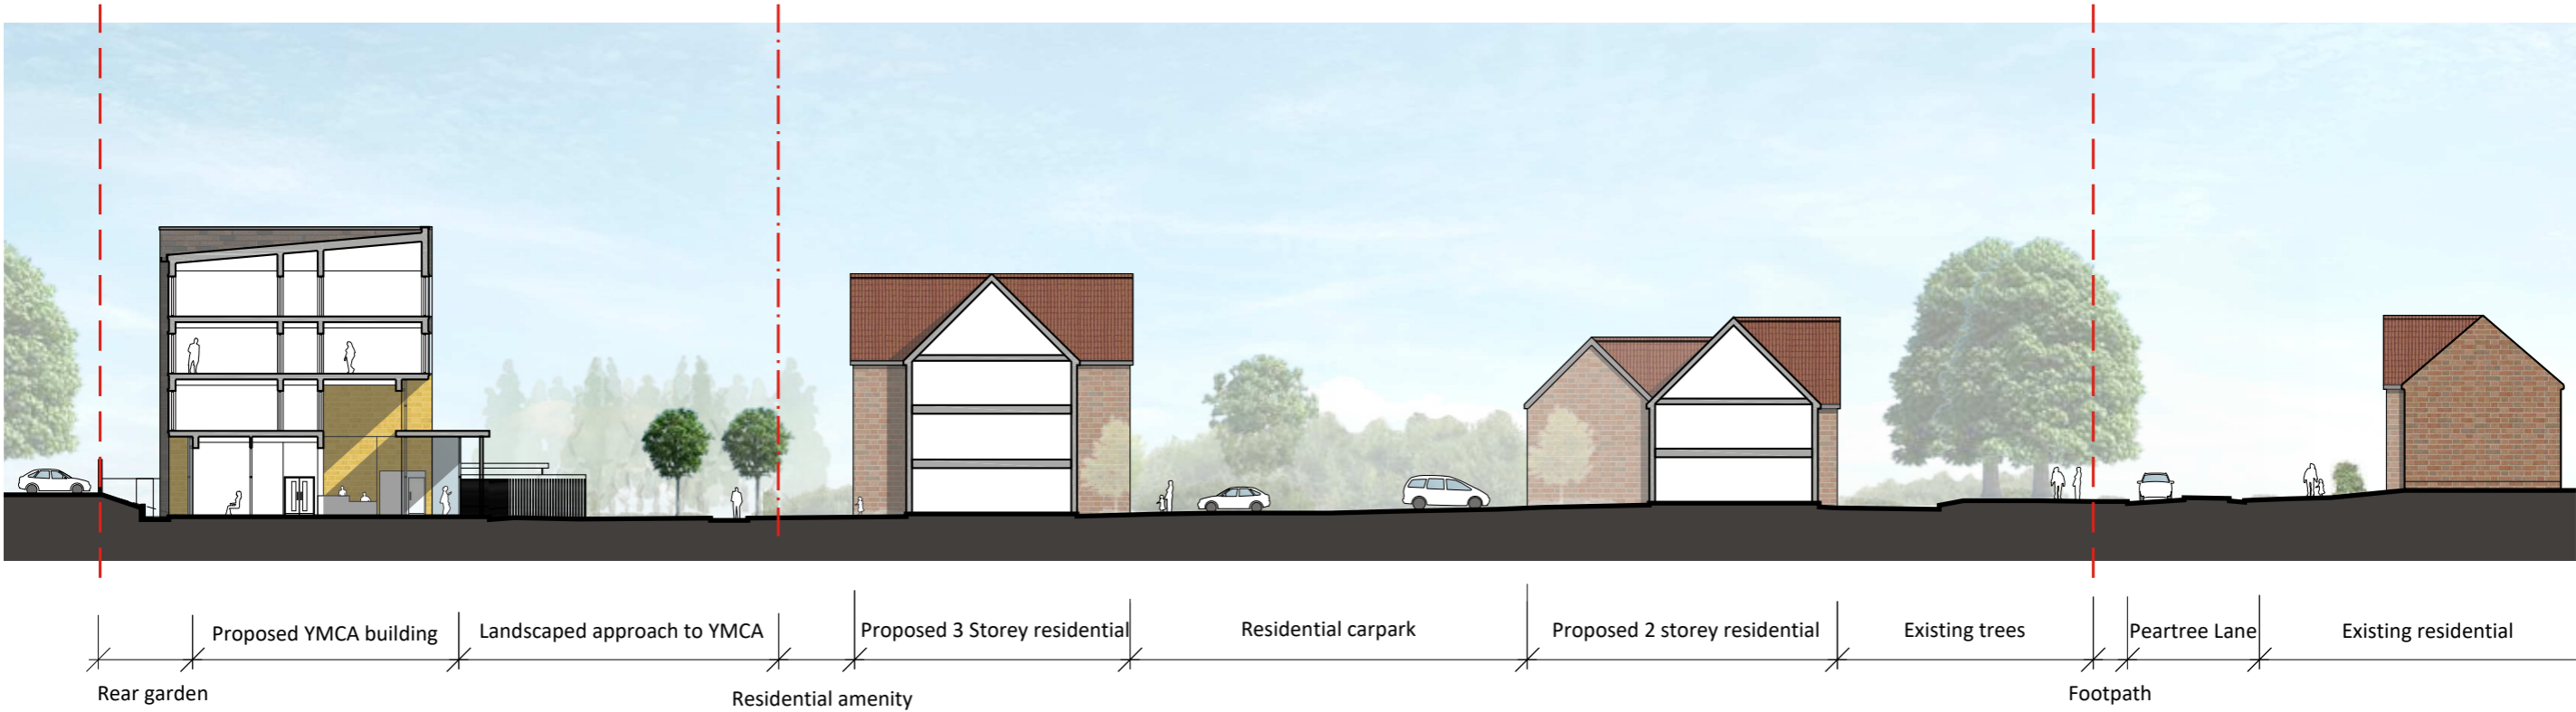 Proposed YMCA building
Landscaped approach to YMCA
Proposed 3 Storey residential
Residential carpark
Proposed 2 storey residential
Existing trees
Peartree Lane
Existing residential
Rear garden
Residential amenity
Footpath